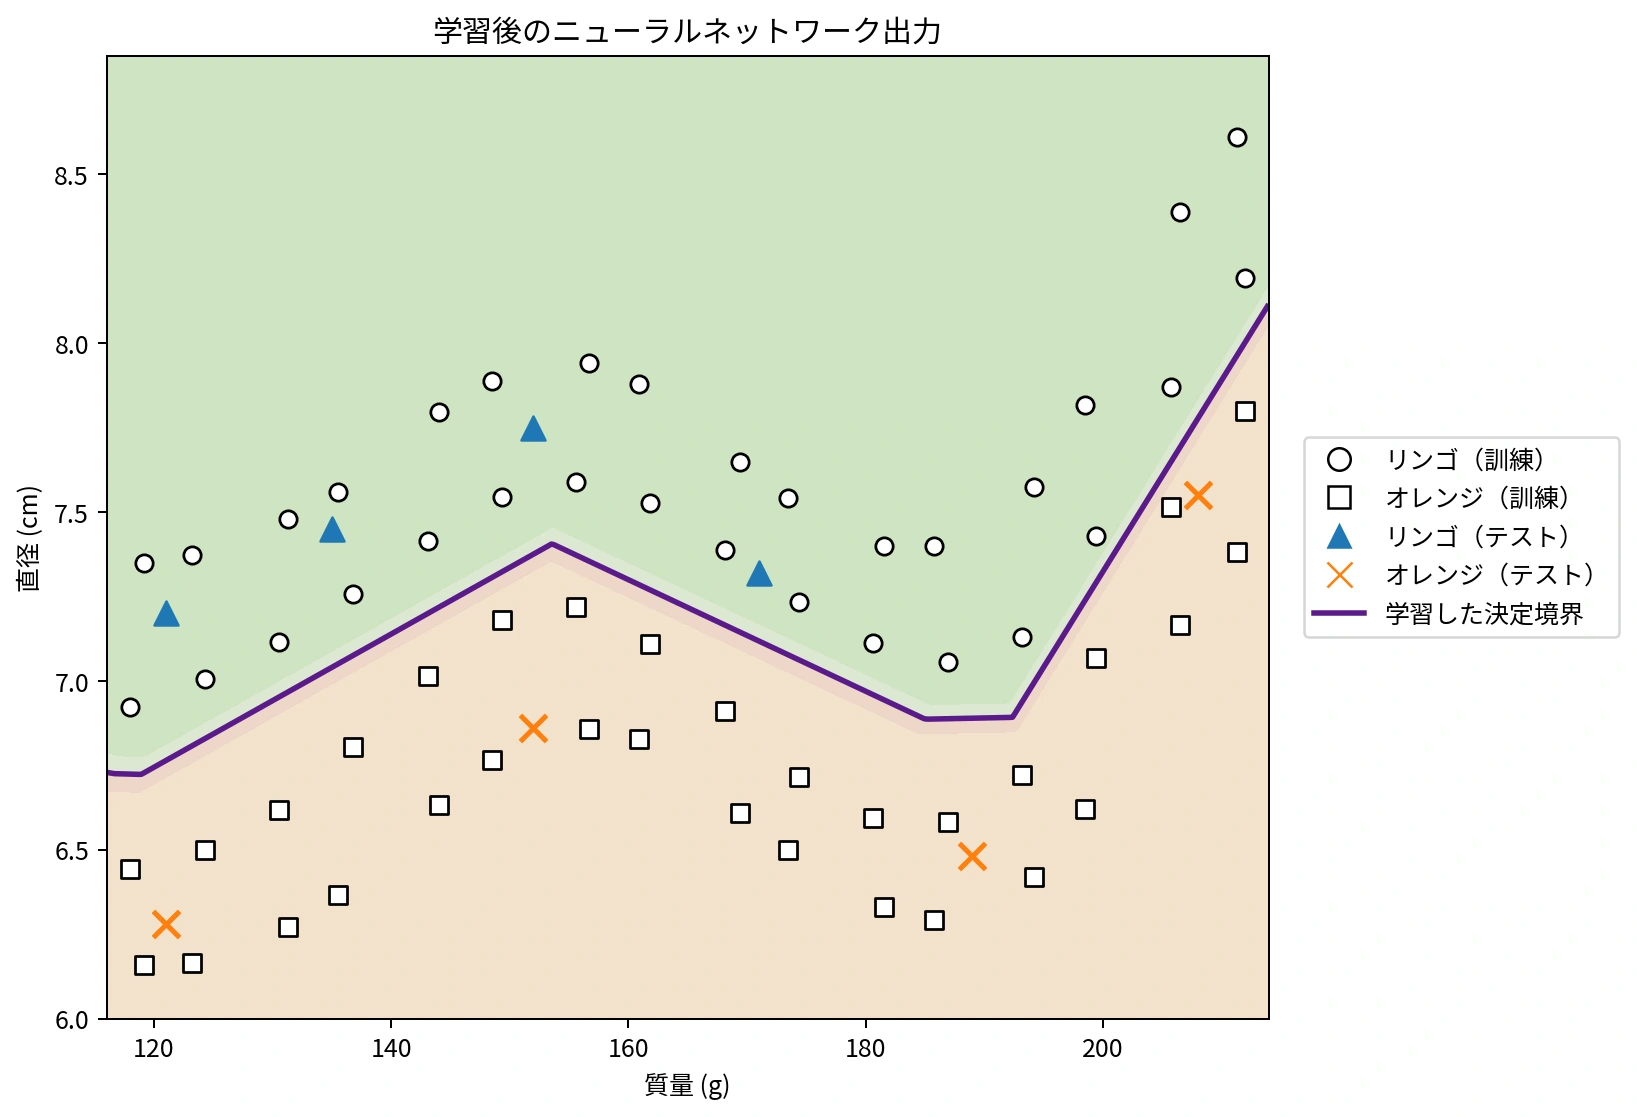 学習後のニューラルネットワーク出力
直径 (cm)
8.5
8.0
7.5
7.0
6.5
6.0
120
140
160
180
200
質量 (g)
リンゴ（訓練）
オレンジ（訓練）
リンゴ（テスト）
オレンジ（テスト）
学習した決定境界